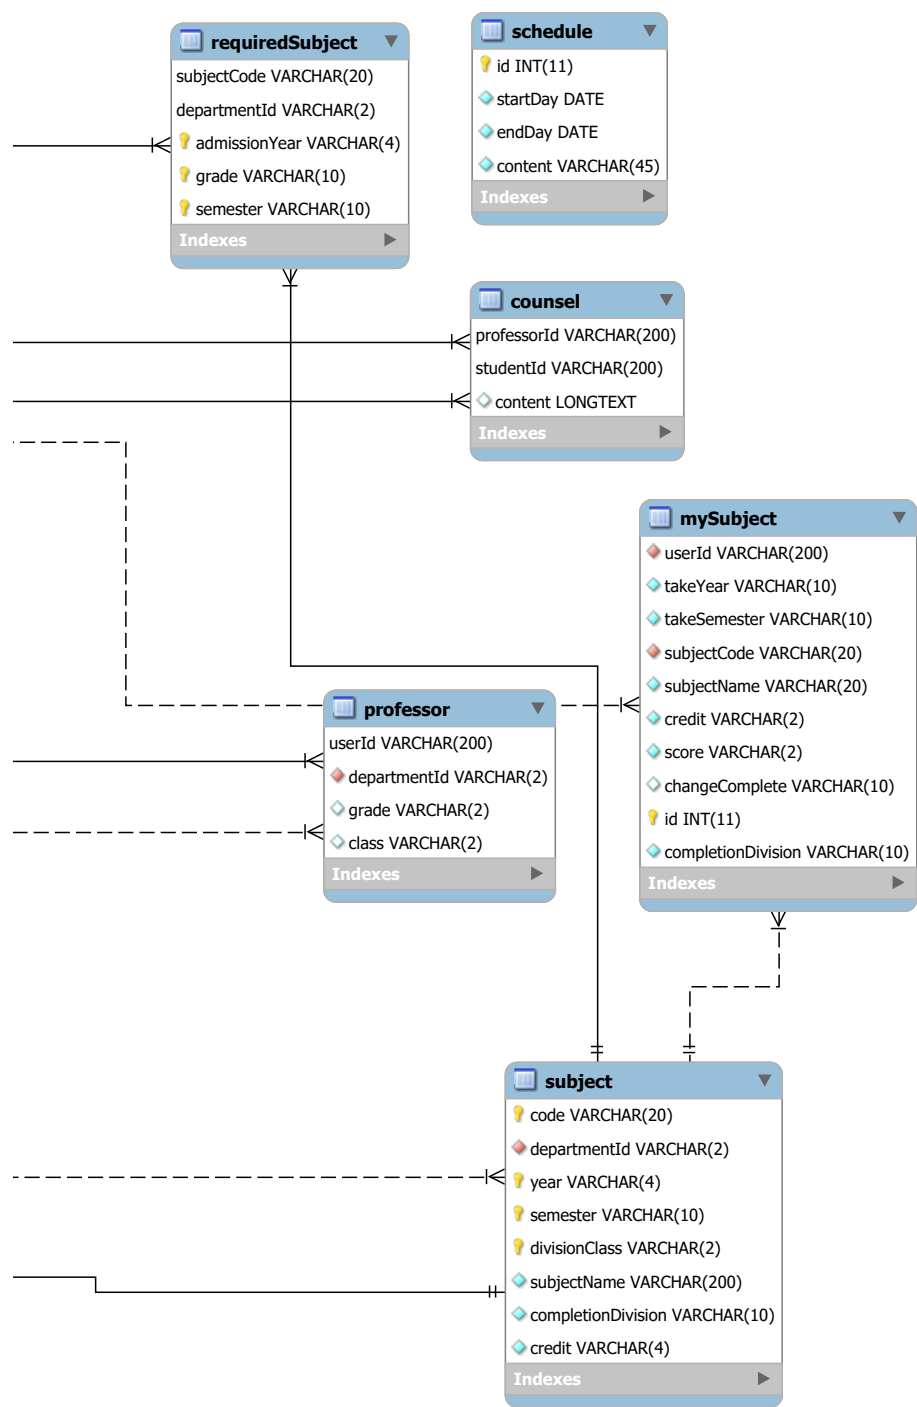 requiredSubject
subjectCode VARCHAR(20)
departmentId VARCHAR(2)
admissionYear VARCHAR(4)
grade VARCHAR(10)
semester VARCHAR(10)
Indexes
schedule
id INT(11)
startDay DATE
endDay DATE
content VARCHAR(45)
Indexes
counsel
professorId VARCHAR(200)
studentId VARCHAR(200)
content LONGTEXT
Indexes
mySubject
userId VARCHAR(200)
takeYear VARCHAR(10)
takeSemester VARCHAR(10)
subjectCode VARCHAR(20)
subjectName VARCHAR(20)
credit VARCHAR(2)
score VARCHAR(2)
changeComplete VARCHAR(10)
id INT(11)
completionDivision VARCHAR(10)
Indexes
professor
userId VARCHAR(200)
departmentId VARCHAR(2)
grade VARCHAR(2)
class VARCHAR(2)
Indexes
subject
code VARCHAR(20)
departmentId VARCHAR(2)
year VARCHAR(4)
semester VARCHAR(10)
divisionClass VARCHAR(2)
subjectName VARCHAR(200)
completionDivision VARCHAR(10)
credit VARCHAR(4)
Indexes